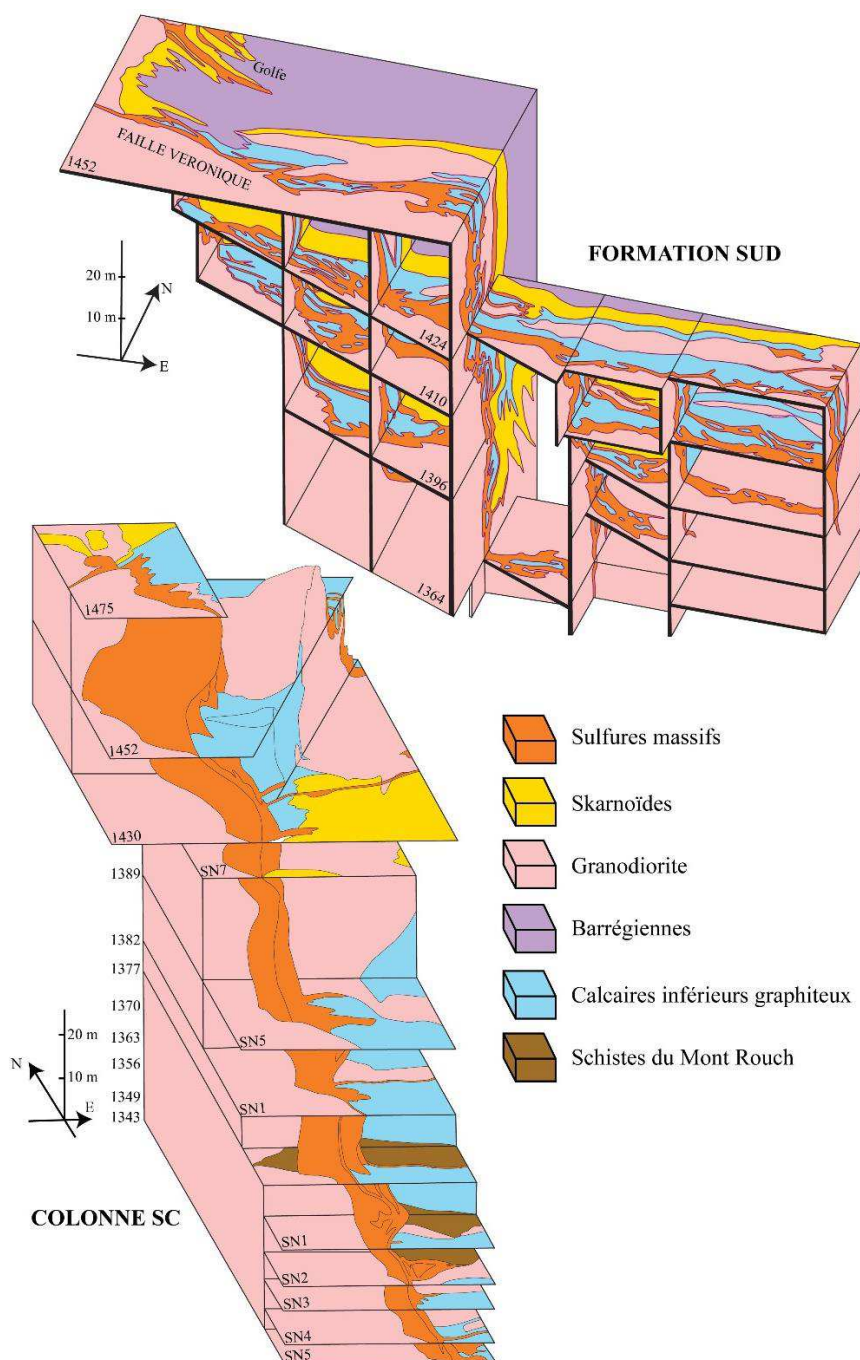 Golfe
FAILLE VERONIQUE
1452
FORMATION SUD
20 m
10 m
N
E
1424
1410
1396
1364
1475
1452
1430
Sulfures massifs
Skarnoïdes
Granodiorite
Barrégiennes
Calcaires inférieurs graphiteux
Schistes du Mont Rouch
SN7
1389
1382
1377
1370
1363
1356
1349
1343
20 m
10 m
N
E
SN5
SN1
COLONNE SC
SN1
SN2
SN3
SN4
SN5